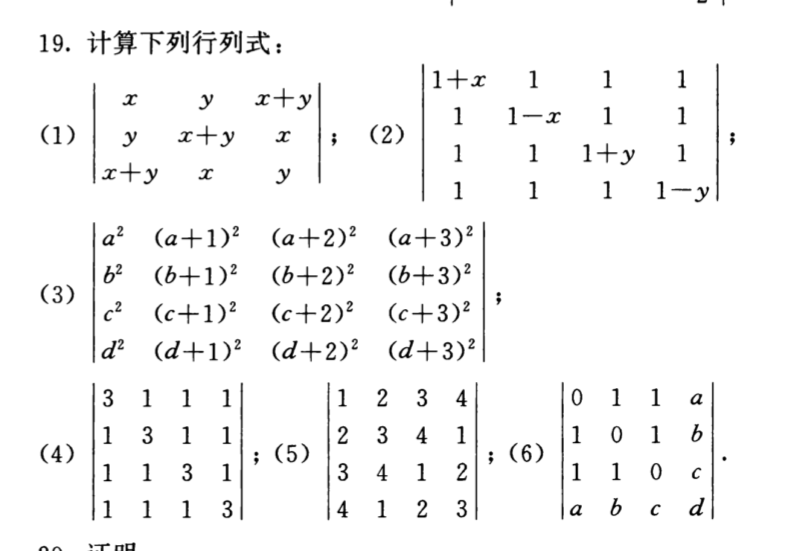 19. 计算下列行列式:
(1) | x y x+y | ; (2) | 1+x 1 1 1 | ;
| y x+y x | | 1 1−x 1 1 |
| x+y x y | | 1 1 1+y 1 |
| 1 1 1 1−y |
(3) | a² (a+1)² (a+2)² (a+3)² | ;
| b² (b+1)² (b+2)² (b+3)² |
| c² (c+1)² (c+2)² (c+3)² |
| d² (d+1)² (d+2)² (d+3)² |
(4) | 3 1 1 1 | ; (5) | 1 2 3 4 | ; (6) | 0 1 1 a | .
| 1 3 1 1 | | 2 3 4 1 | | 1 0 1 b |
| 1 1 3 1 | | 3 4 1 2 | | 1 1 0 c |
| 1 1 1 3 | | 4 1 2 3 | | a b c d |